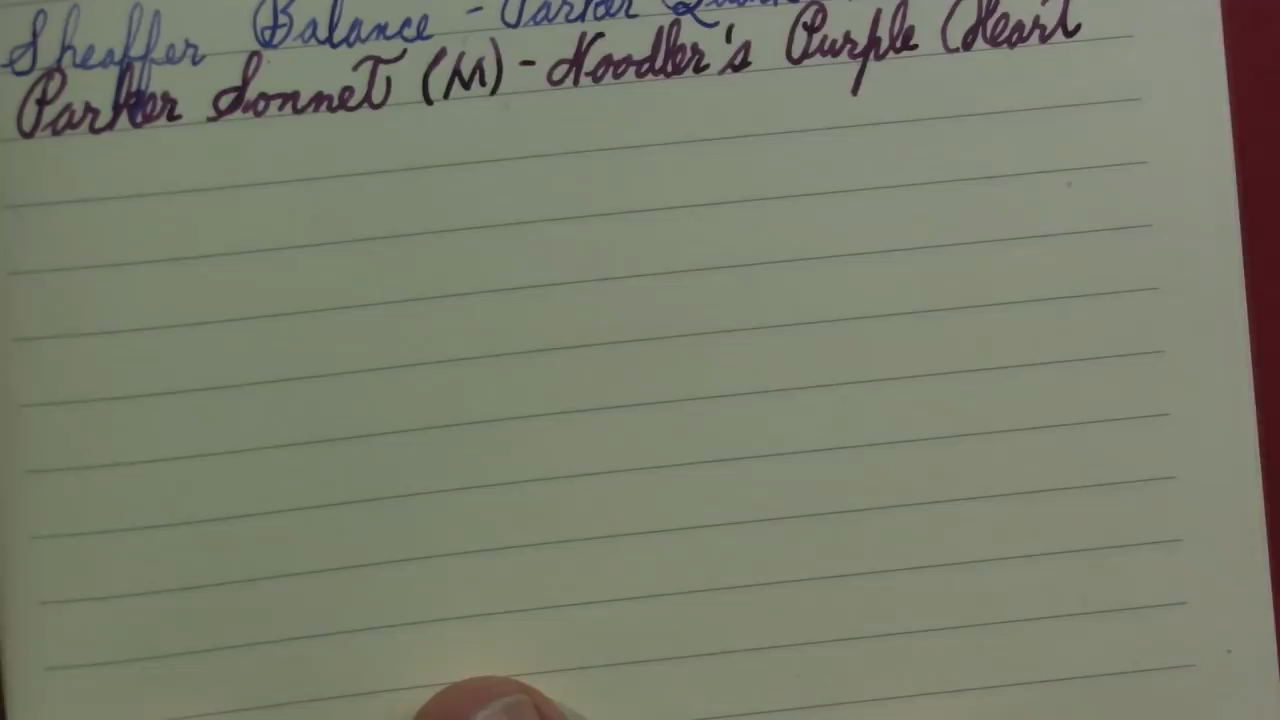 Sheaffer Balance - Parker
Parker Sonnet (M) - Noodler's Purple Heart